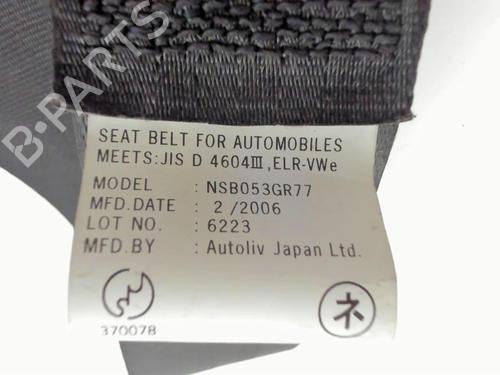 B-PARTS
SEAT BELT FOR AUTOMOBILES
MEETS:JIS D 4604Ⅲ,ELR-VWe
MODEL : NSB053GR77
MFD.DATE : 2/2006
LOT NO. : 6223
MFD.BY : Autoliv Japan Ltd.
370078
ネ